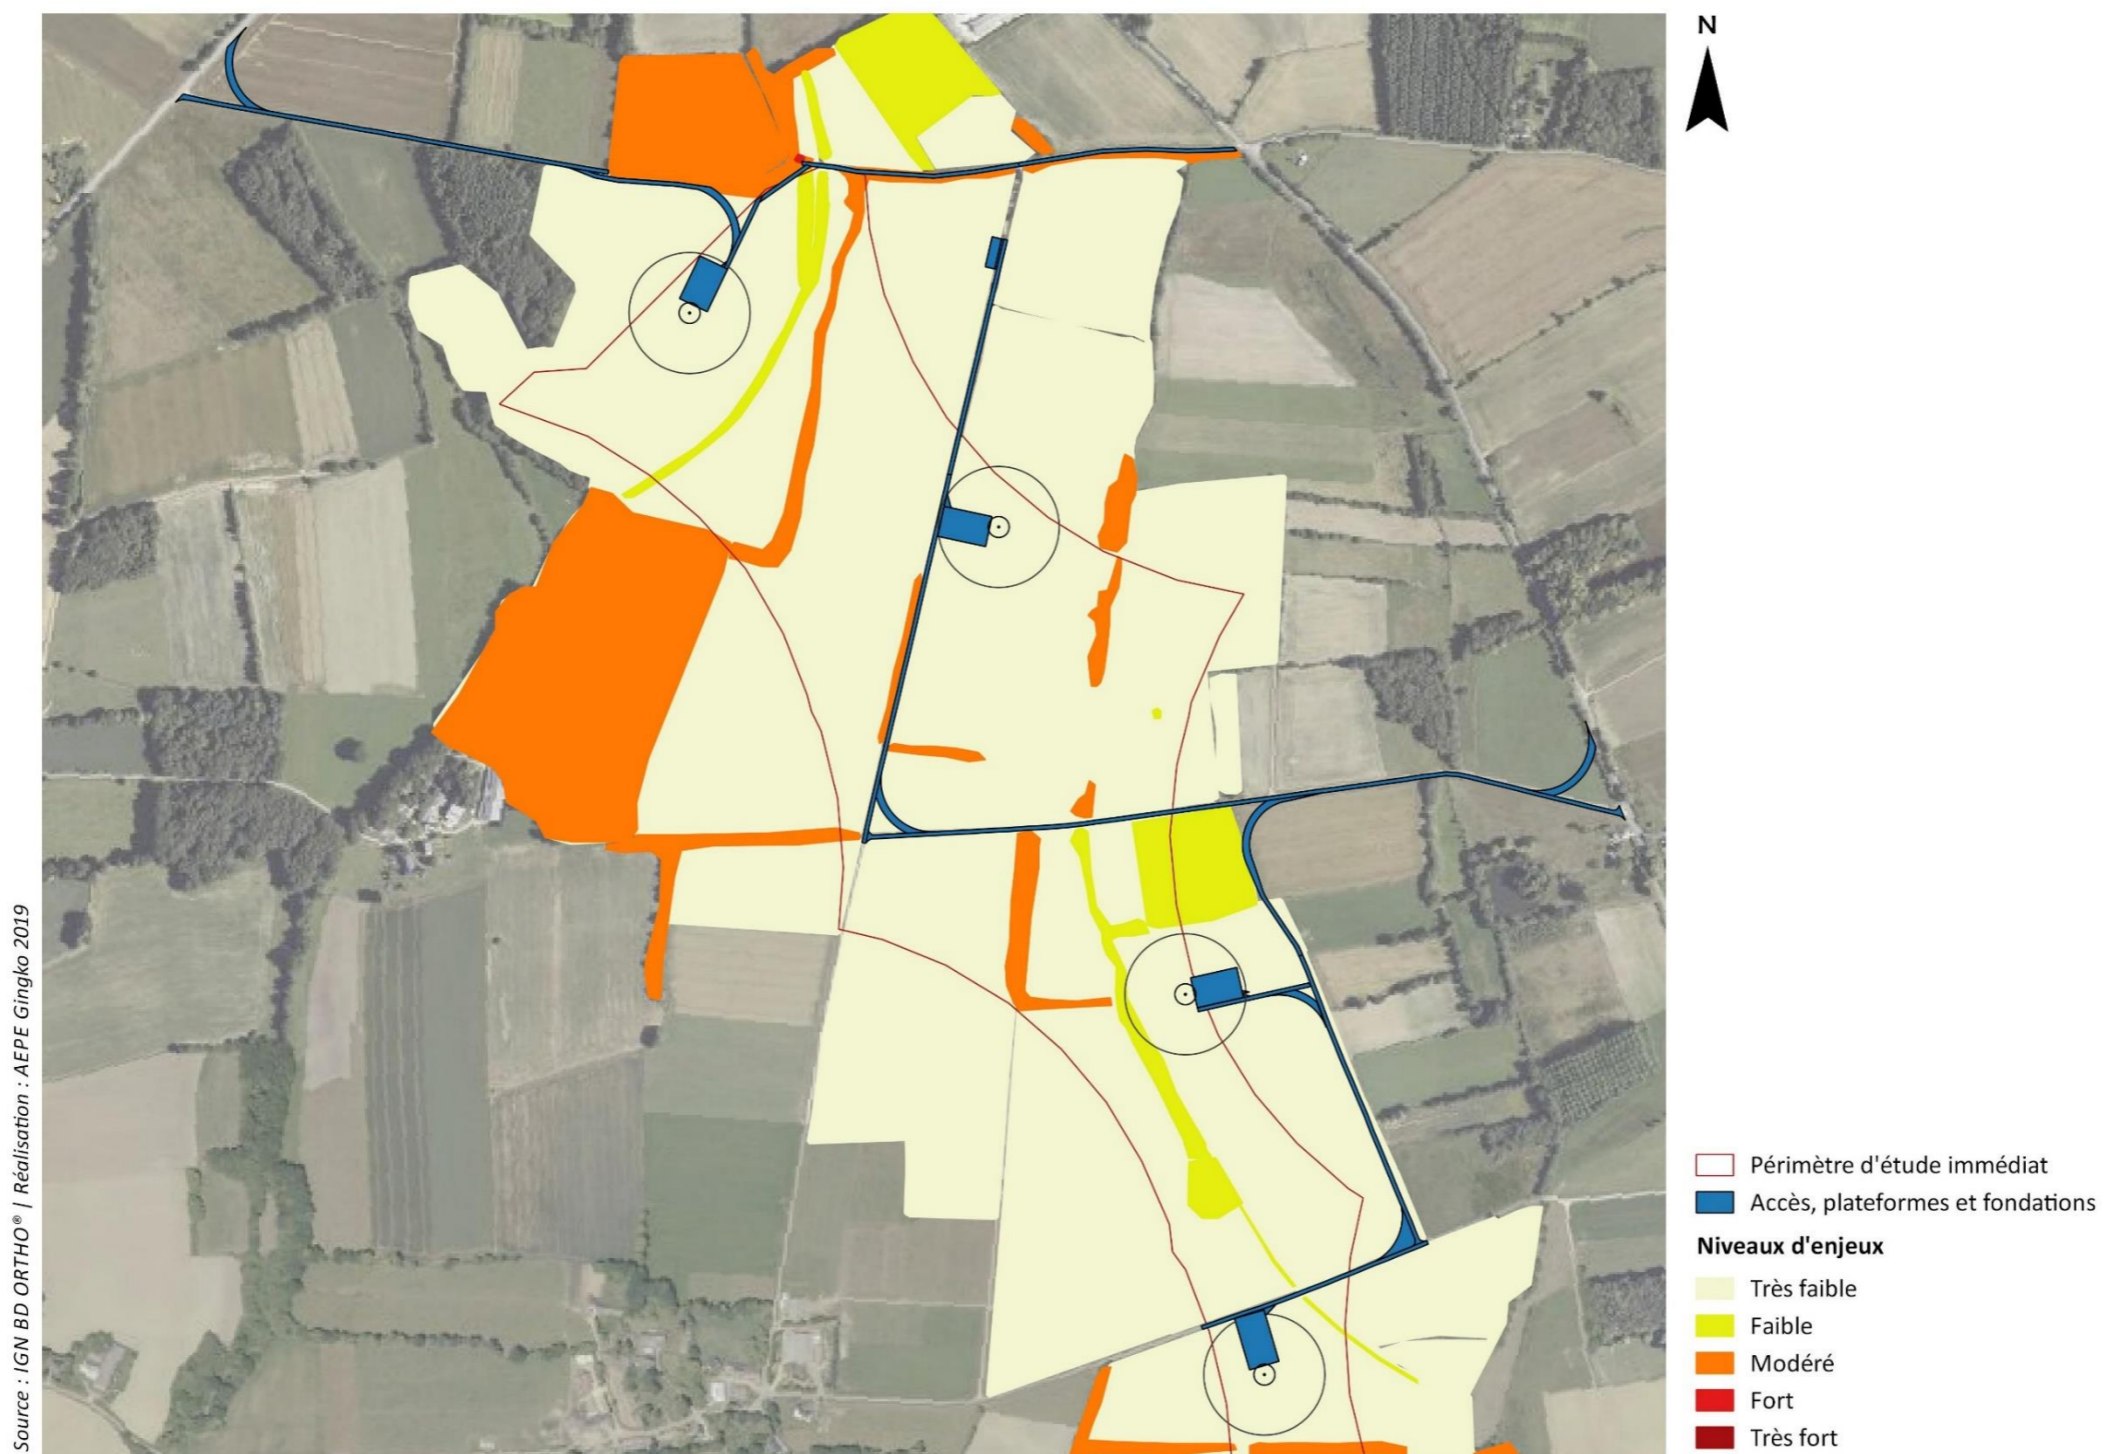 N
Périmètre d'étude immédiat
Accès, plateformes et fondations
Niveaux d'enjeux
Très faible
Faible
Modéré
Fort
Très fort
Source : IGN BD ORTHO® | Réalisation : AEPE Gingko 2019